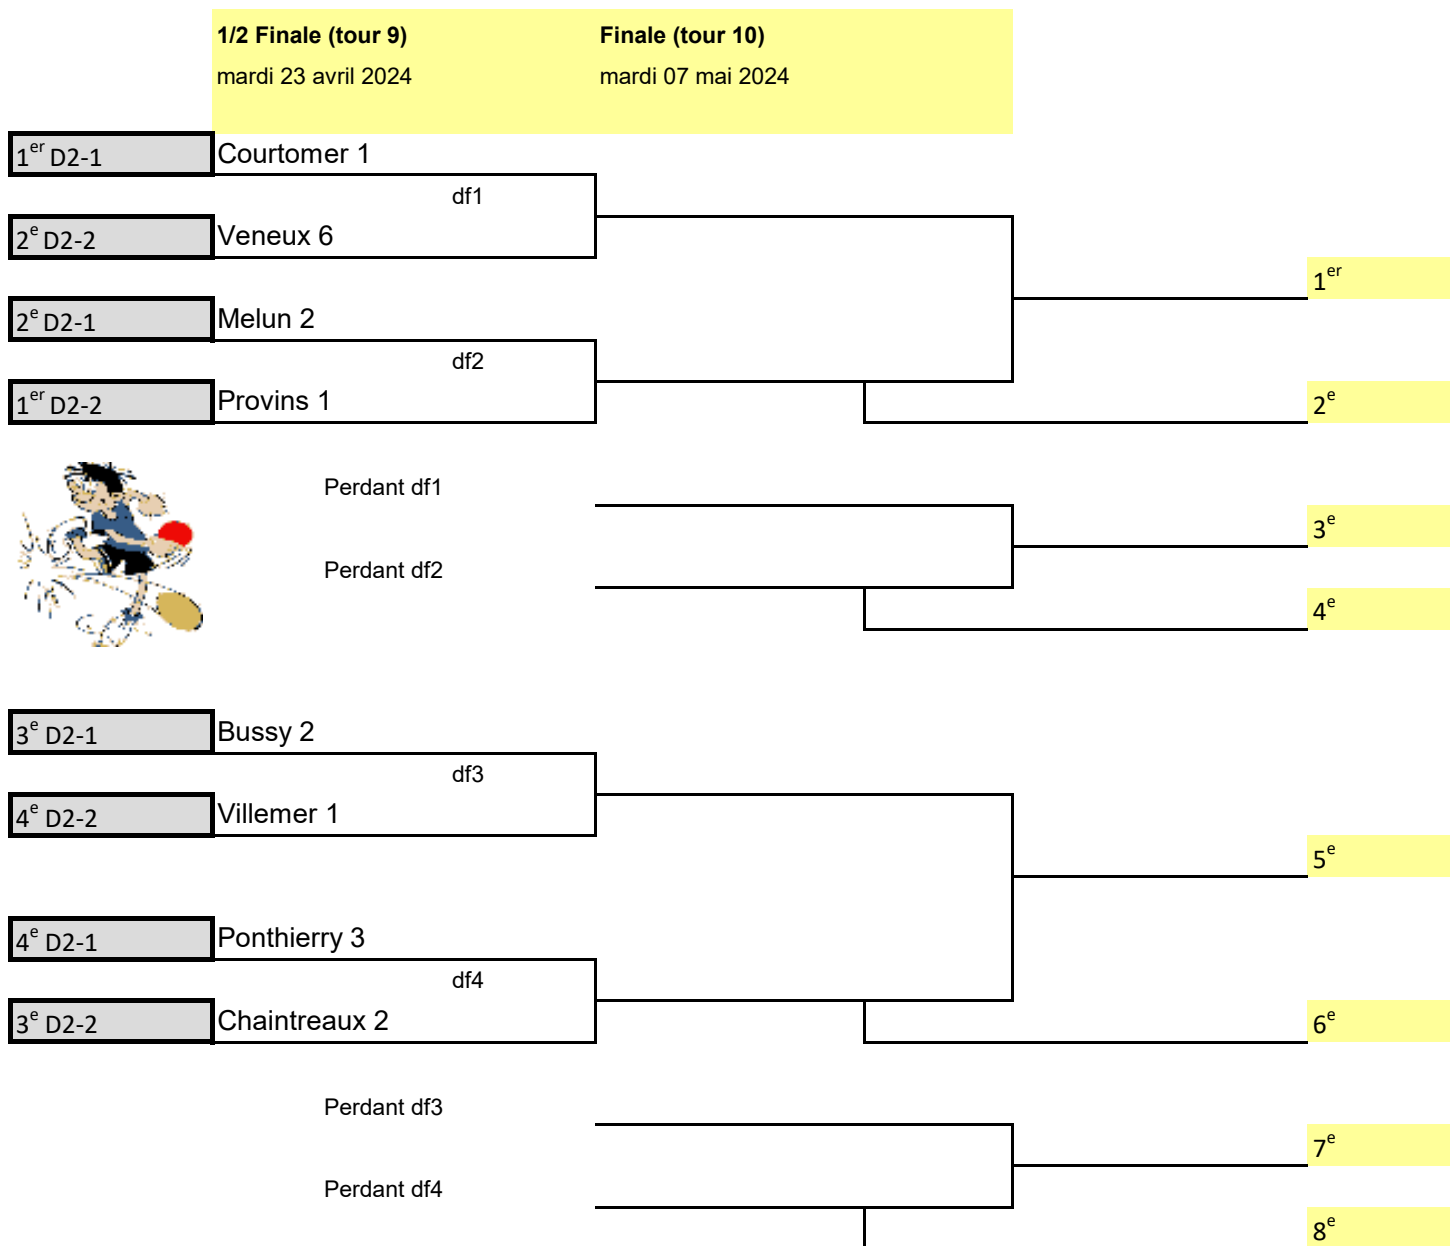 1/2 Finale (tour 9) Finale (tour 10)
mardi 23 avril 2024 mardi 07 mai 2024
1er D2-1 Courtomer 1
df1
2e D2-2 Veneux 6
1er
2e D2-1 Melun 2
df2
1er D2-2 Provins 1 2e
Perdant df1
3e
Perdant df2
4e
3e D2-1 Bussy 2
df3
4e D2-2 Villemer 1
5e
4e D2-1 Ponthierry 3
df4
3e D2-2 Chaintreaux 2 6e
Perdant df3
7e
Perdant df4
8e